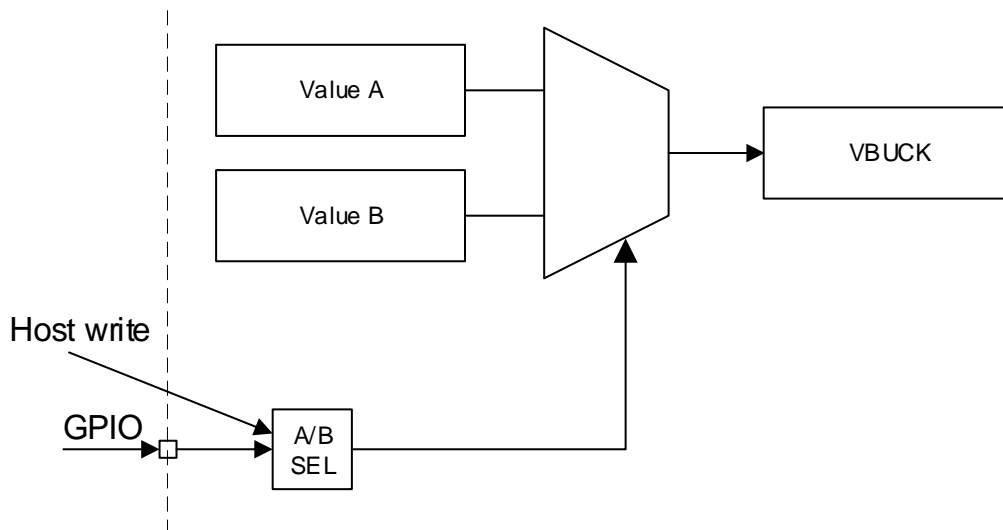 Value A
VBUCK
Value B
Host write
GPIO
A/B
SEL